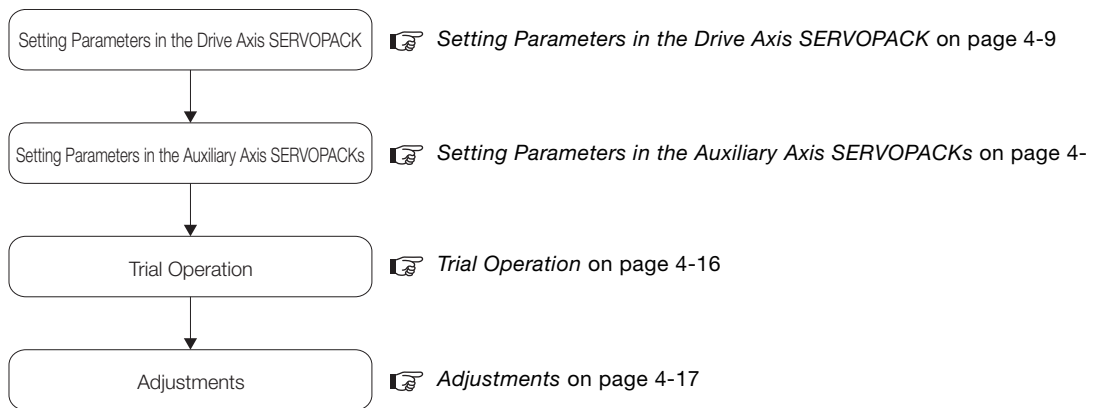 Setting Parameters in the Drive Axis SERVOPACK
Setting Parameters in the Drive Axis SERVOPACK on page 4-9
Setting Parameters in the Auxiliary Axis SERVOPACKs
Setting Parameters in the Auxiliary Axis SERVOPACKs on page 4-
Trial Operation
Trial Operation on page 4-16
Adjustments
Adjustments on page 4-17